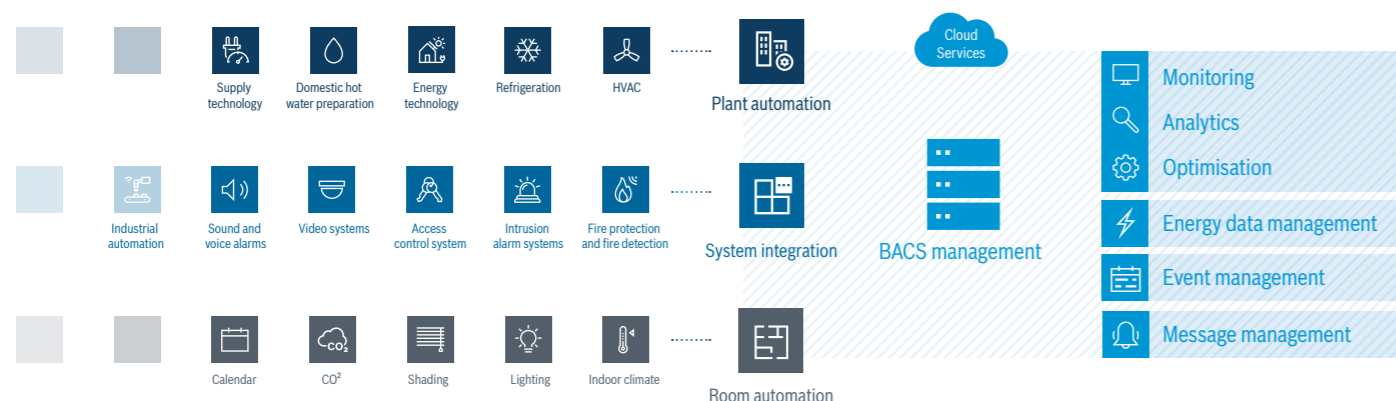 Cloud
Services
Supply
technology
Domestic hot
water preparation
Energy
technology
Refrigeration
HVAC
Plant automation
Monitoring
Analytics
Optimisation
Industrial
automation
Sound and
voice alarms
Video systems
Access
control system
Intrusion
alarm systems
Fire protection
and fire detection
System integration
BACS management
Energy data management
Event management
Message management
CO₂
Calendar
CO²
Shading
Lighting
Indoor climate
Room automation